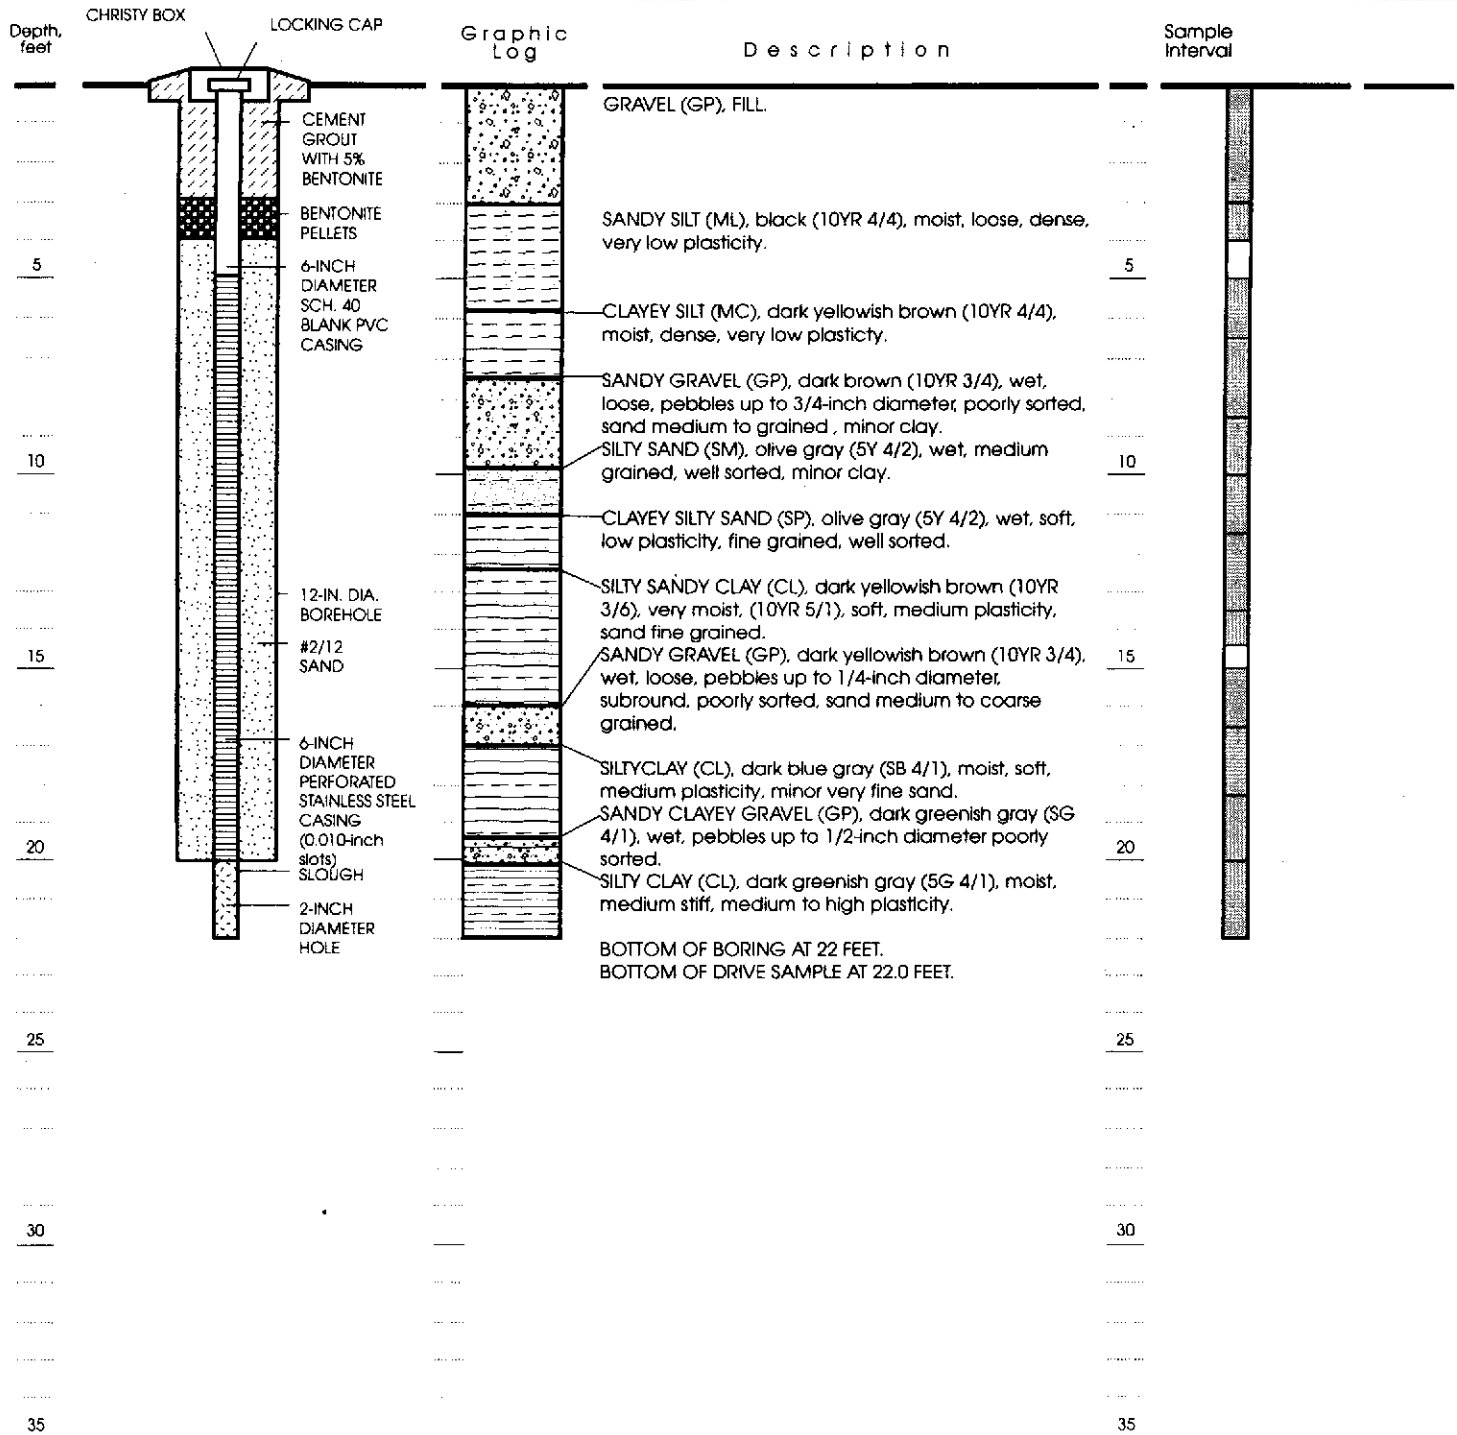 Depth,
feet
CHRISTY BOX
LOCKING CAP
Graphic
Log
Description
Sample
Interval
CEMENT
GROUT
WITH 5%
BENTONITE
BENTONITE
PELLETS
6-INCH
DIAMETER
SCH. 40
BLANK PVC
CASING
12-IN. DIA.
BOREHOLE
#2/12
SAND
6-INCH
DIAMETER
PERFORATED
STAINLESS STEEL
CASING
(0.010-inch
slots)
SLOUGH
2-INCH
DIAMETER
HOLE
5
10
15
20
25
30
35
GRAVEL (GP), FILL.
SANDY SILT (ML), black (10YR 4/4), moist, loose, dense,
very low plasticity.
CLAYEY SILT (MC), dark yellowish brown (10YR 4/4),
moist, dense, very low plasticty.
SANDY GRAVEL (GP), dark brown (10YR 3/4), wet,
loose, pebbles up to 3/4-inch diameter, poorly sorted,
sand medium to grained , minor clay.
SILTY SAND (SM), olive gray (5Y 4/2), wet, medium
grained, well sorted, minor clay.
CLAYEY SILTY SAND (SP), olive gray (5Y 4/2), wet, soft,
low plasticity, fine grained, well sorted.
SILTY SANDY CLAY (CL), dark yellowish brown (10YR
3/6), very moist, (10YR 5/1), soft, medium plasticity,
sand fine grained.
SANDY GRAVEL (GP), dark yellowish brown (10YR 3/4),
wet, loose, pebbles up to 1/4-inch diameter,
subround, poorly sorted, sand medium to coarse
grained.
SILTYCLAY (CL), dark blue gray (SB 4/1), moist, soft,
medium plasticity, minor very fine sand.
SANDY CLAYEY GRAVEL (GP), dark greenish gray (SG
4/1), wet, pebbles up to 1/2-inch diameter poorly
sorted.
SILTY CLAY (CL), dark greenish gray (5G 4/1), moist,
medium stiff, medium to high plasticity.
BOTTOM OF BORING AT 22 FEET.
BOTTOM OF DRIVE SAMPLE AT 22.0 FEET.
5
10
15
20
25
30
35